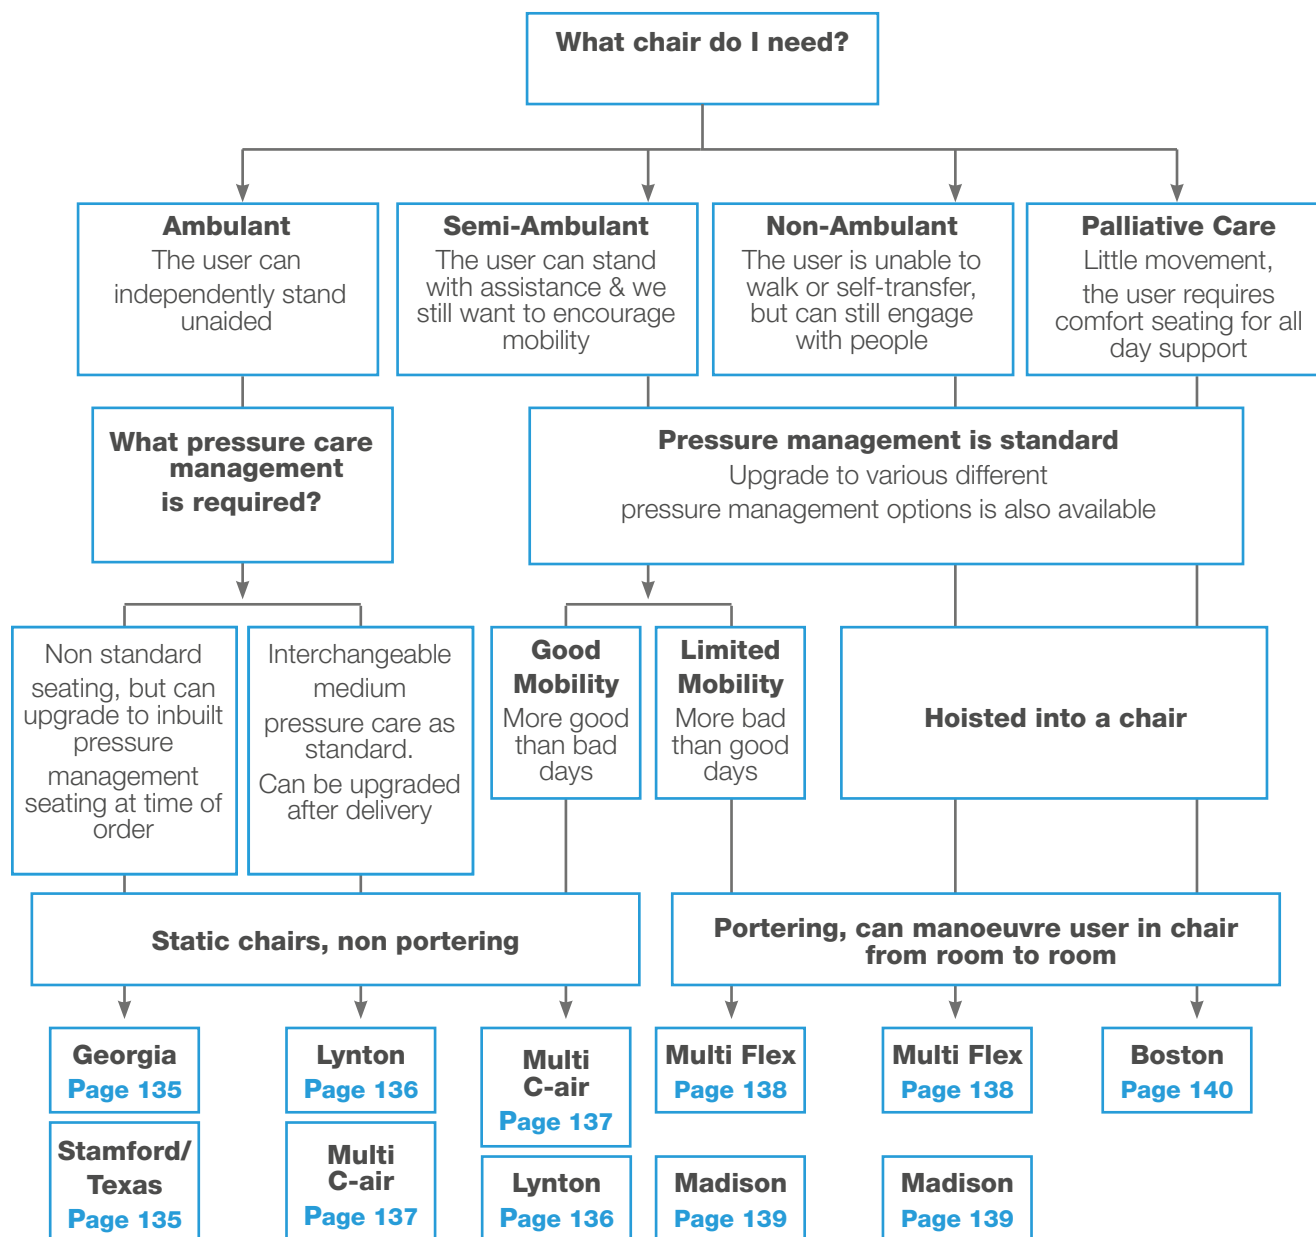 What chair do I need?
Ambulant
The user can
independently stand
unaided
Semi-Ambulant
The user can stand
with assistance & we
still want to encourage
mobility
Non-Ambulant
The user is unable to
walk or self-transfer,
but can still engage
with people
Palliative Care
Little movement,
the user requires
comfort seating for all
day support
What pressure care
management
is required?
Pressure management is standard
Upgrade to various different
pressure management options is also available
Non standard
seating, but can
upgrade to inbuilt
pressure
management
seating at time of
order
Interchangeable
medium
pressure care as
standard.
Can be upgraded
after delivery
Good
Mobility
More good
than bad
days
Limited
Mobility
More bad
than good
days
Hoisted into a chair
Static chairs, non portering
Portering, can manoeuvre user in chair
from room to room
Georgia
Page 135
Stamford/
Texas
Page 135
Lynton
Page 136
Multi
C-air
Page 137
Multi
C-air
Page 137
Lynton
Page 136
Multi Flex
Page 138
Madison
Page 139
Multi Flex
Page 138
Madison
Page 139
Boston
Page 140